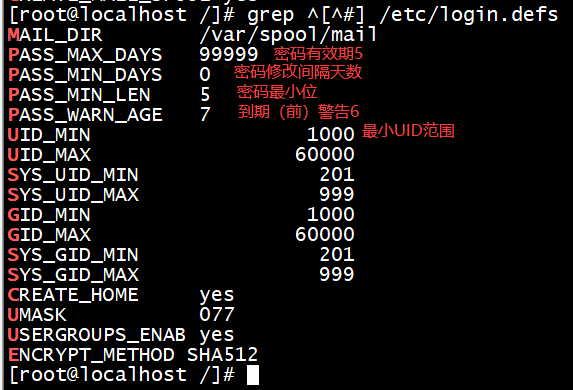 [root@localhost /]# grep ^[^#] /etc/login.defs
MAIL_DIR /var/spool/mail
PASS_MAX_DAYS 99999 密码有效期5
PASS_MIN_DAYS 0 密码修改间隔天数
PASS_MIN_LEN 5 密码最小位
PASS_WARN_AGE 7 到期（前）警告6
UID_MIN 1000 最小UID范围
UID_MAX 60000
SYS_UID_MIN 201
SYS_UID_MAX 999
GID_MIN 1000
GID_MAX 60000
SYS_GID_MIN 201
SYS_GID_MAX 999
CREATE_HOME yes
UMASK 077
USERGROUPS_ENAB yes
ENCRYPT_METHOD SHA512
[root@localhost /]#